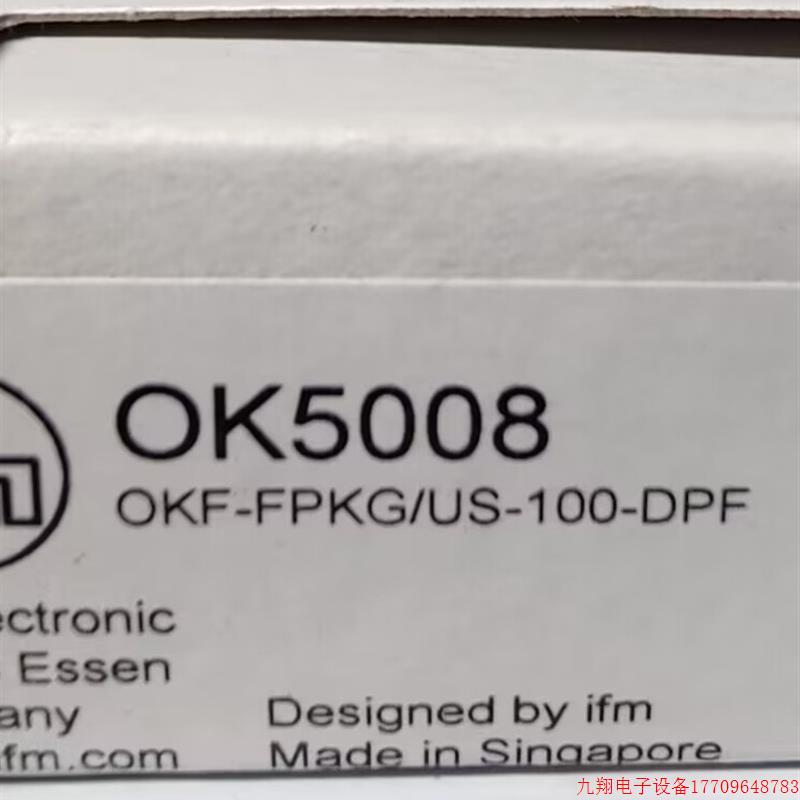 OK5008
OKF-FPKG/US-100-DPF
ectronic
Essen
any
fm.com
Designed by ifm
Made in Singapore
九翔电子设备17709648783